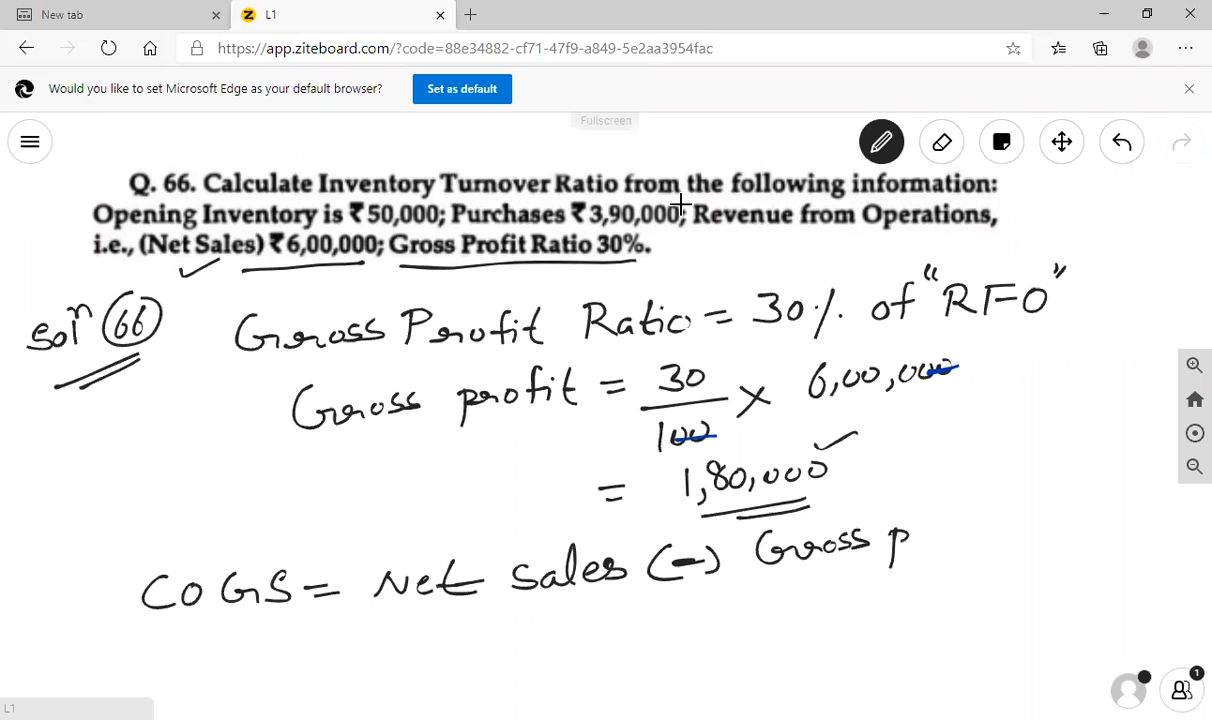 New tab
L1
https://app.ziteboard.com/?code=88e34882-cf71-47f9-a849-5e2aa3954fac
Would you like to set Microsoft Edge as your default browser?
Set as default
Fullscreen
Q. 66. Calculate Inventory Turnover Ratio from the following information:
Opening Inventory is ₹ 50,000; Purchases ₹ 3,90,000; Revenue from Operations,
i.e., (Net Sales) ₹ 6,00,000; Gross Profit Ratio 30%.
Solⁿ 66
Gross Profit Ratio = 30% of "RFO"
Gross profit = 30/100 × 6,00,000
= 1,80,000
COGS = Net Sales (-) Gross p
L1
1